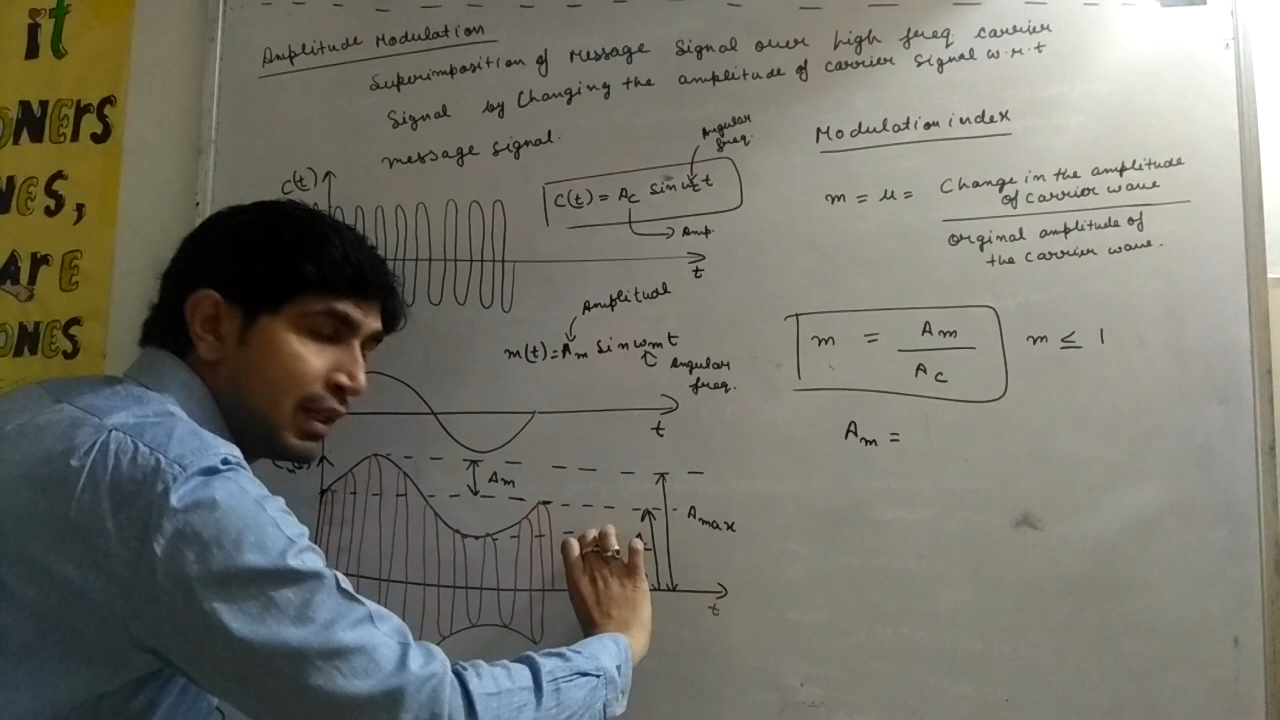 it
ONERS
NES,
ARE
ONES
Amplitude Modulation
Superimposition of Message Signal over high freq. carrier
Signal by Changing the amplitude of carrier Signal w.r.t
message signal.
C(t)
C(t) = Ac Sin wct
Angular
freq.
Amp.
t
Amplitude
m(t) = Am Sin wmt
Angular
freq.
t
Am
Amax
t
Modulation index
m = u = Change in the amplitude
of carrier wave
orginal amplitude of
the carrier wave.
m = Am
Ac
m ≤ 1
Am =